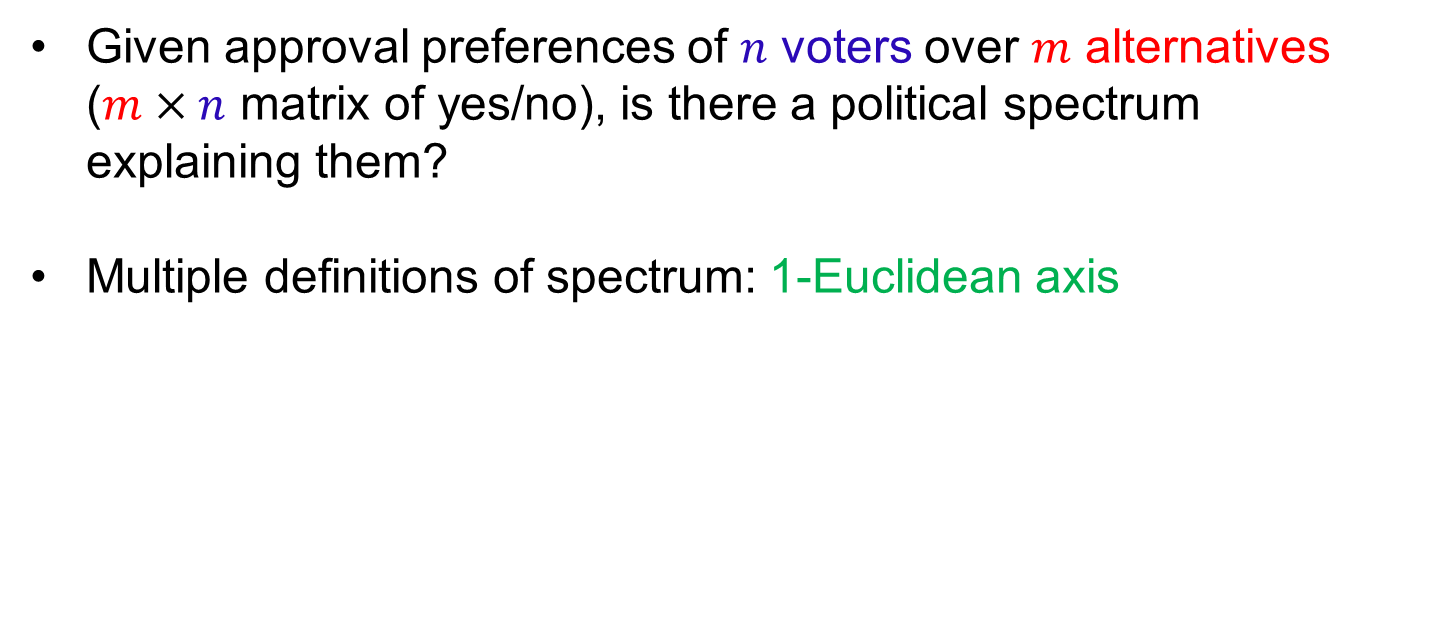 • Given approval preferences of n voters over m alternatives
(m × n matrix of yes/no), is there a political spectrum
explaining them?
• Multiple definitions of spectrum: 1-Euclidean axis